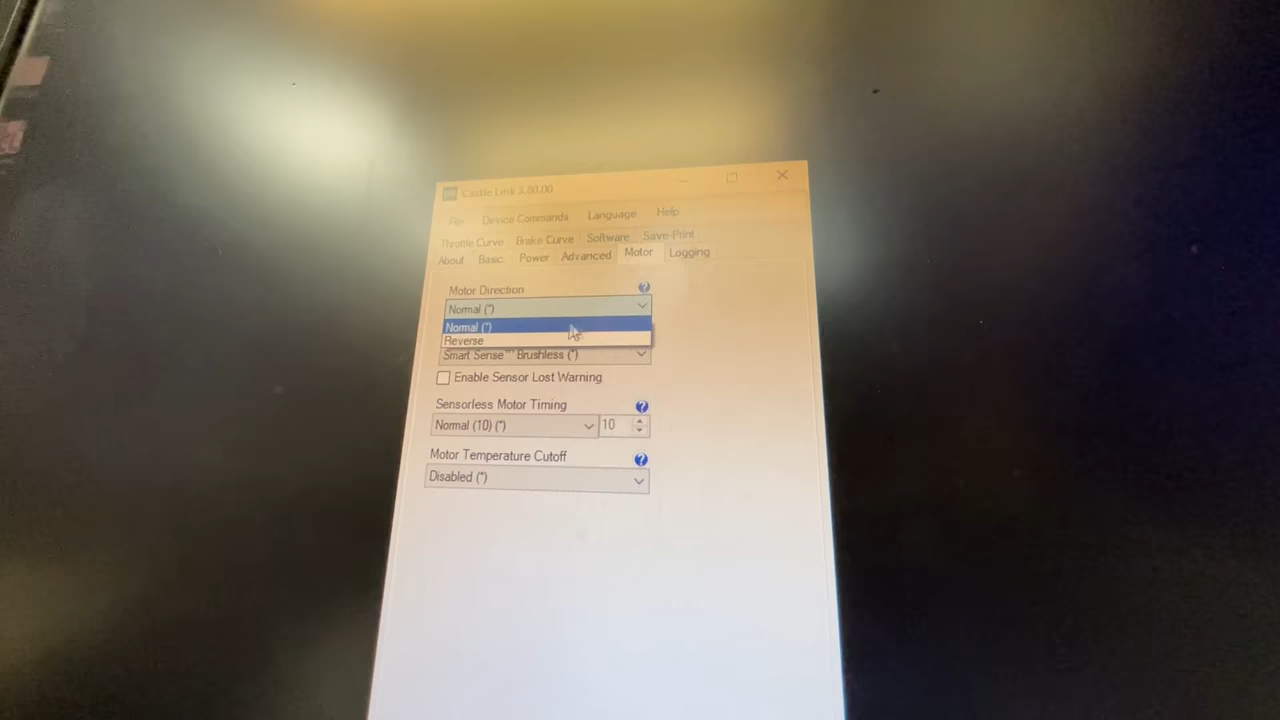 Castle Link 3.80.00
File Device Commands Language Help
Throttle Curve Brake Curve Software Save-Print
About Basic Power Advanced Motor Logging
Motor Direction ?
Normal (*)
Normal (*)
Reverse
Smart Sense™ Brushless (*)
Enable Sensor Lost Warning
Sensorless Motor Timing ?
Normal (10) (*) 10
Motor Temperature Cutoff ?
Disabled (*)